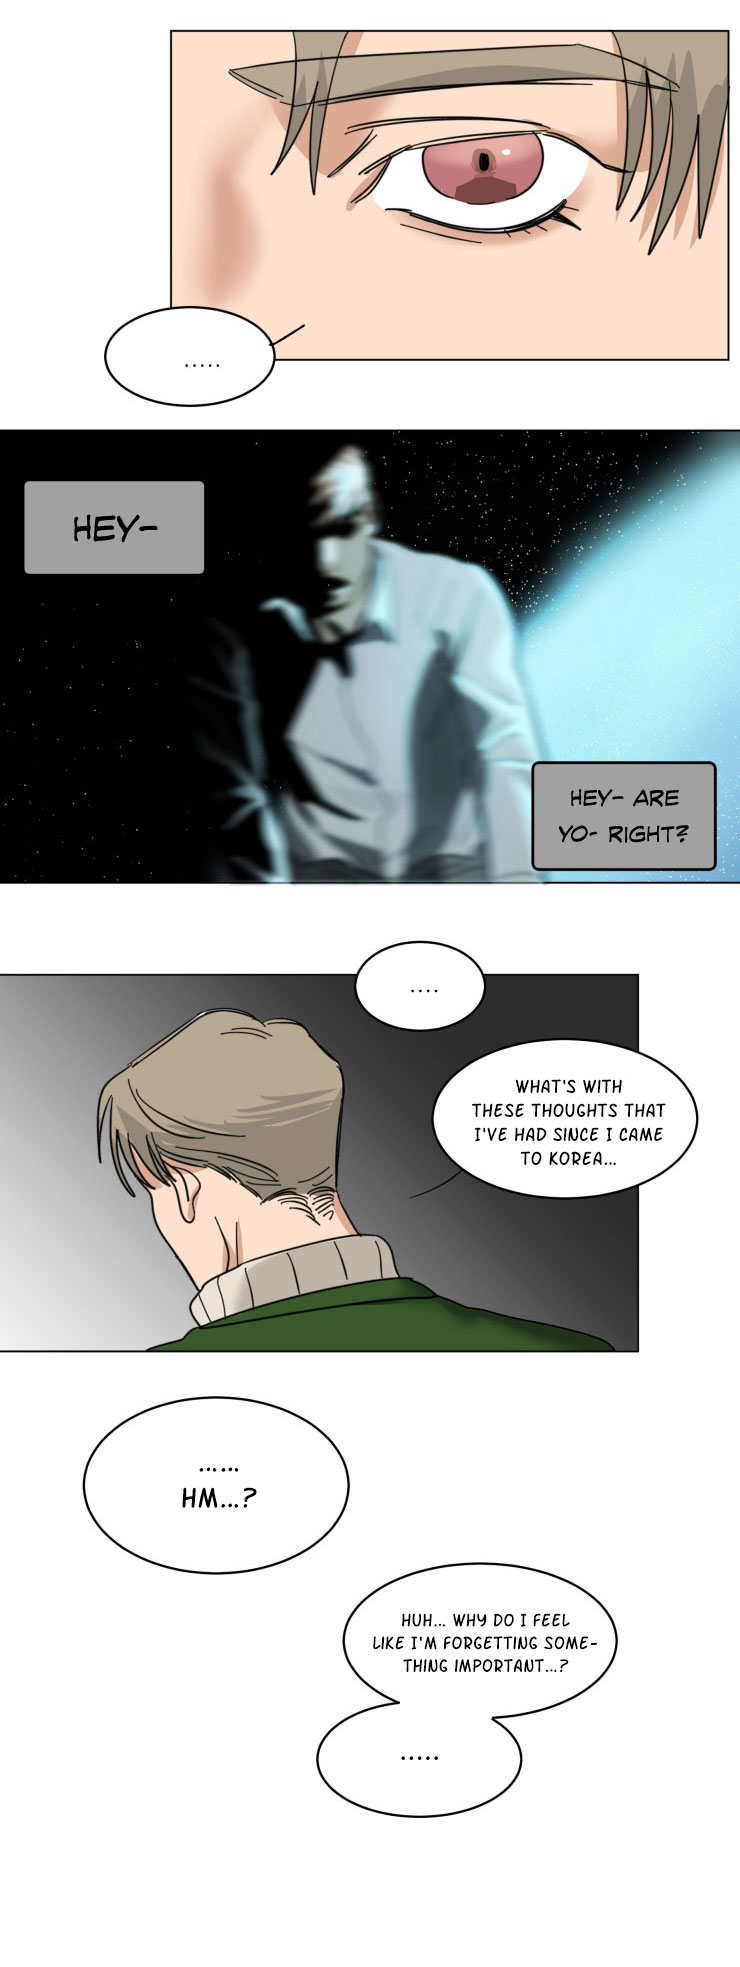 .....
HEY-
HEY- ARE
YO- RIGHT?
....
WHAT'S WITH
THESE THOUGHTS THAT
I'VE HAD SINCE I CAME
TO KOREA...
......
HM...?
HUH... WHY DO I FEEL
LIKE I'M FORGETTING SOME-
THING IMPORTANT...?
.....